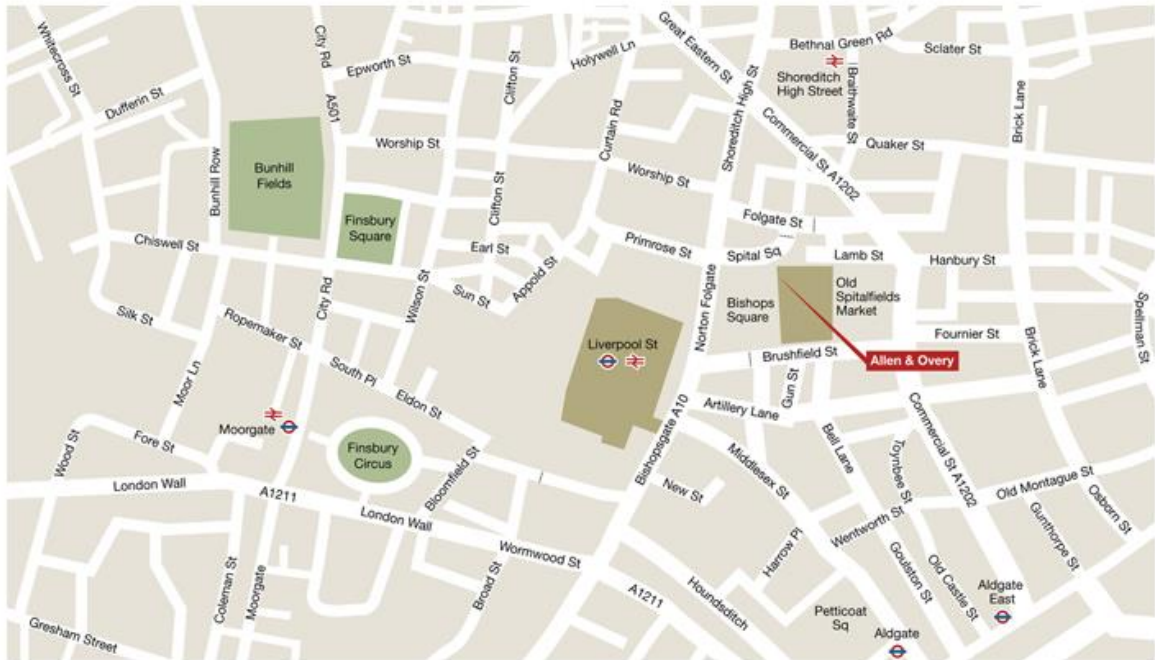 Whitecross St
City Rd
Epworth St
Clifton St
Holywell Ln
Great Eastern St
Bethnal Green Rd
Sclater St
Shoreditch
High Street
Brathwate St
Dufferin St
A501
Shoreditch High St
Commercial St A1202
Brick Lane
Curtain Rd
Worship St
Quaker St
Bunhill Row
Bunhill
Fields
Worship St
Clifton St
Finsbury
Square
Folgate St
Chiswell St
Earl St
Primrose St
Spital Sq
Lamb St
Hanbury St
City Rd
Wilson St
Sun St
Appold St
Norton Folgate
Bishops
Square
Old
Spitalfields
Market
Spellman St
Silk St
Ropemaker St
Liverpool St
Brushfield St
Fournier St
Brick Lane
Allen & Overy
Moor Ln
South Pl
Eldon St
Gun St
Artillery Lane
Moorgate
Fore St
Wood St
Finsbury
Circus
Bloomfield St
Bishopsgate A10
Middlesex St
Bell Lane
Toynbee St
Commercial St A1202
London Wall
A1211
London Wall
New St
Old Montague St
Osborn St
Wentworth St
Gunthorpe St
Wormwood St
Harrow Pl
Goulston St
Old Castle St
Coleman St
Moorgate
Broad St
A1211
Houndsditch
Petticoat
Sq
Aldgate
East
Aldgate
Gresham Street